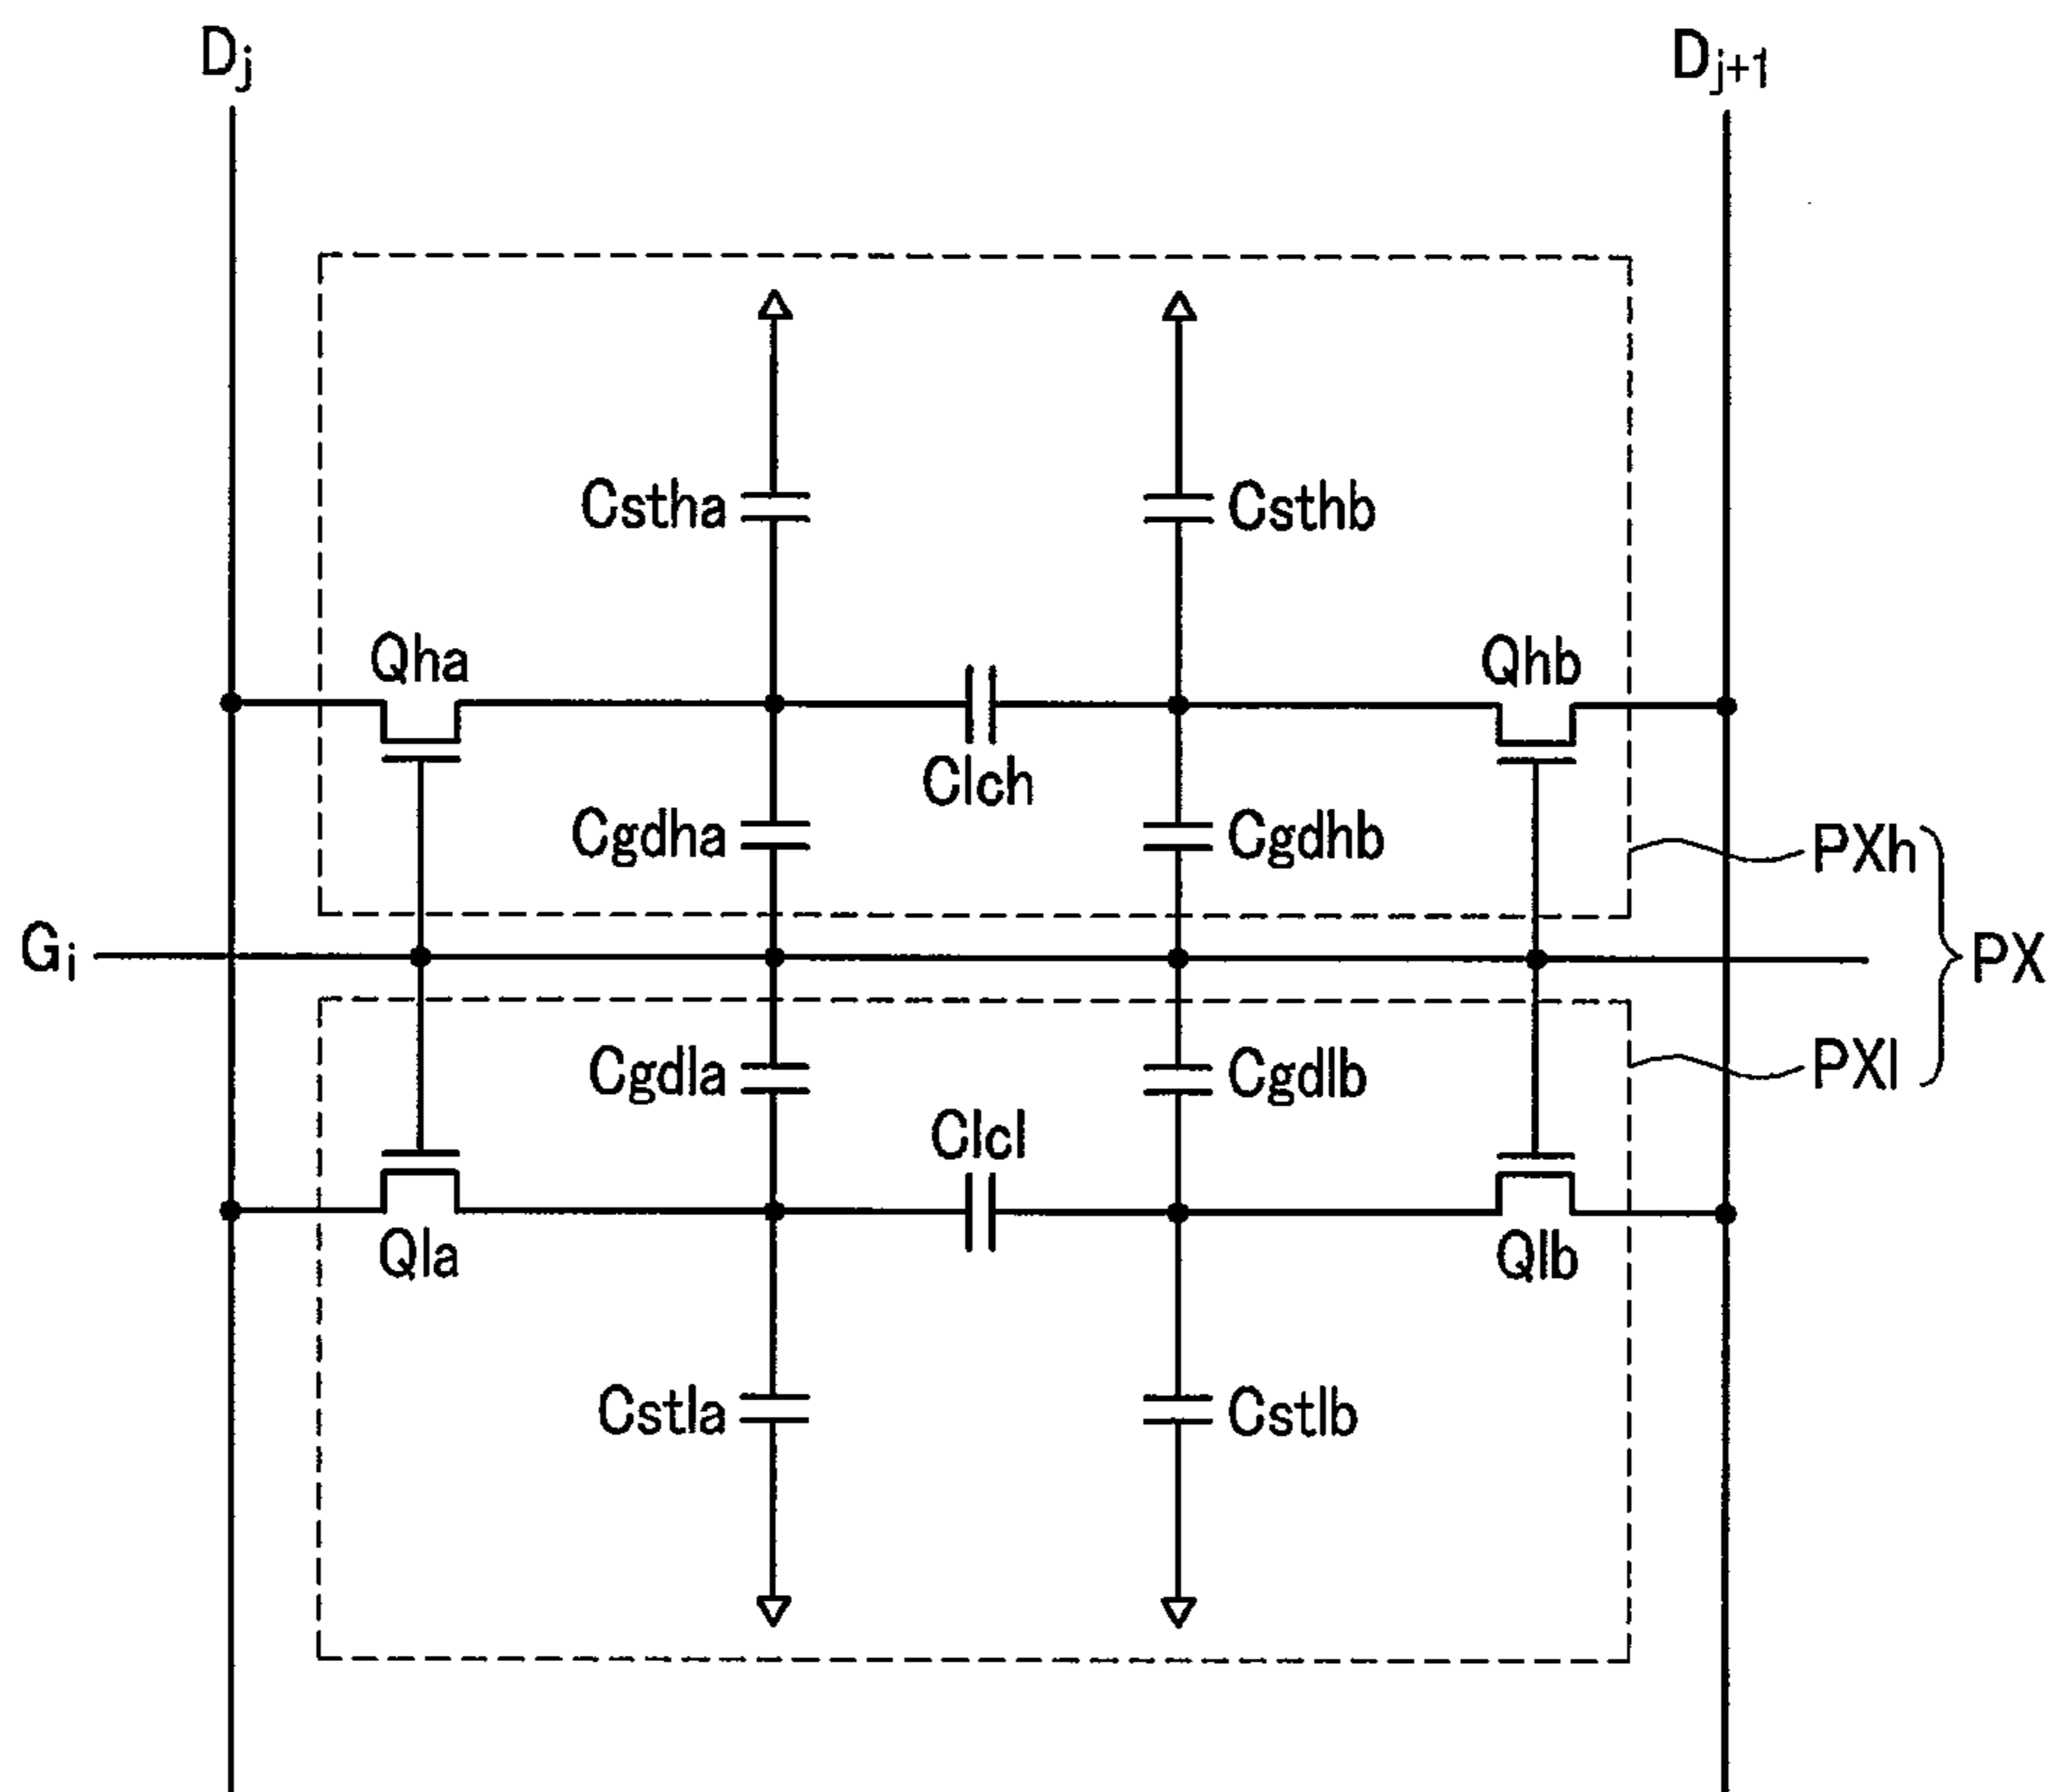 Dj
Dj+1
Cstha
Csthb
Qha
Qhb
Clch
Cgdha
Cgdhb
PXh
Gi
PX
Cgdla
Cgdlb
PXl
Clcl
Qla
Qlb
Cstla
Cstlb